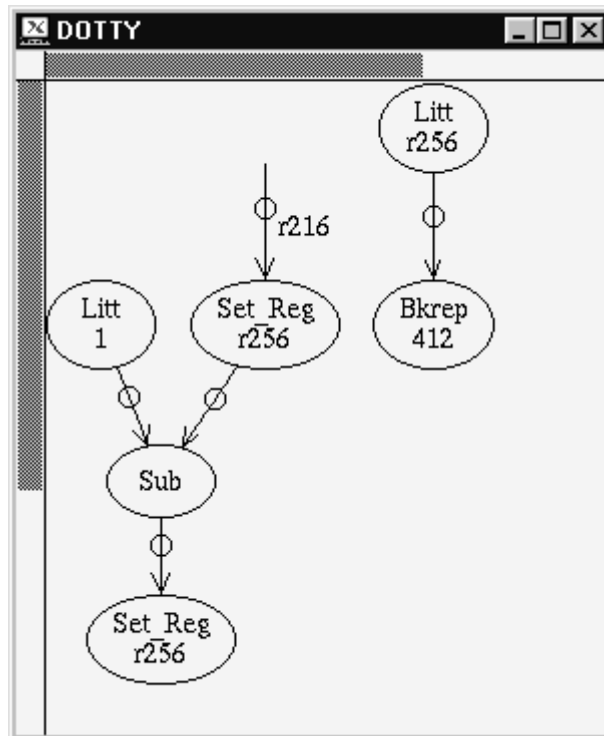 DOTTY
Litt
r256
r216
Litt
1
Set_Reg
r256
Bkrep
412
Sub
Set_Reg
r256